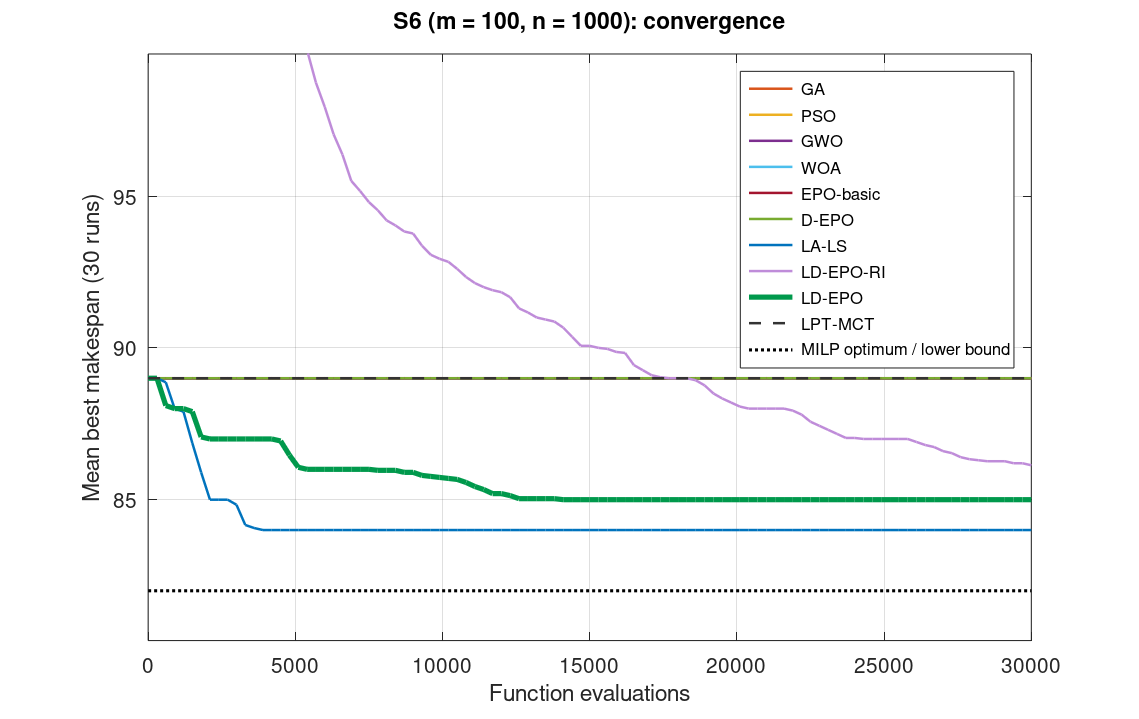 S6 (m = 100, n = 1000): convergence
Mean best makespan (30 runs)
95
90
85
GA
PSO
GWO
WOA
EPO-basic
D-EPO
LA-LS
LD-EPO-RI
LD-EPO
LPT-MCT
MILP optimum / lower bound
0 5000 10000 15000 20000 25000 30000
Function evaluations